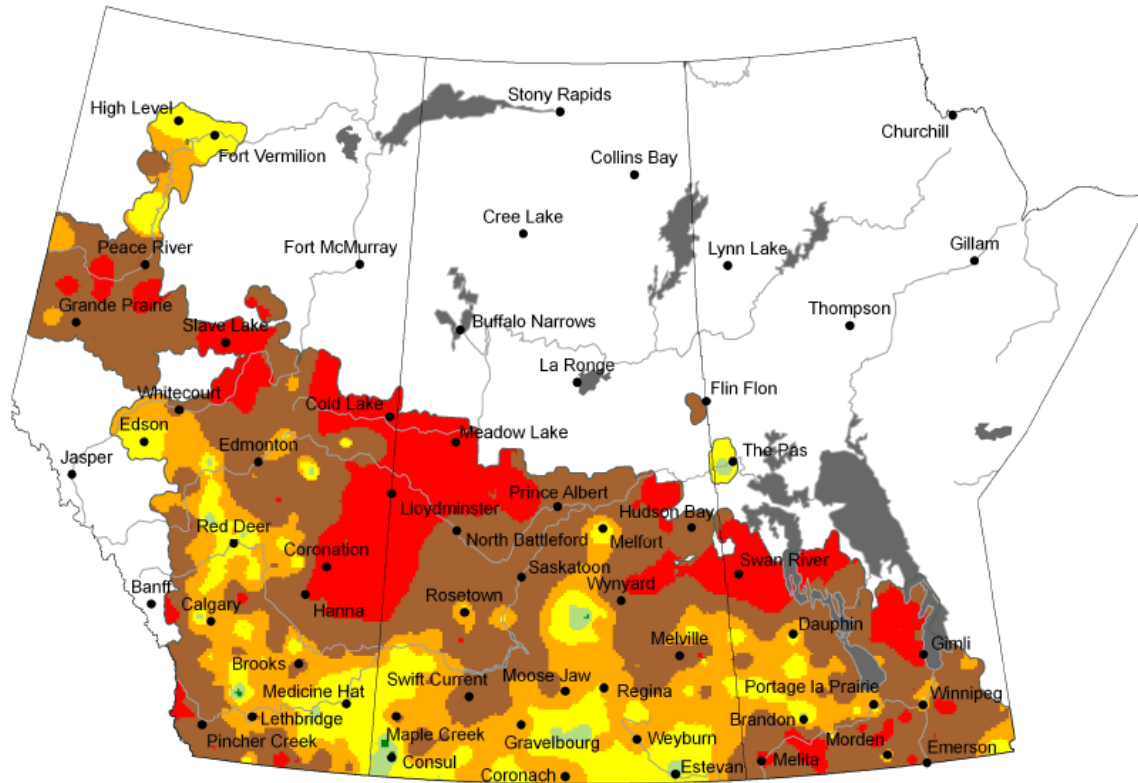 Stony Rapids
High Level
Churchill
Fort Vermilion
Collins Bay
Cree Lake
Peace River
Fort McMurray
Lynn Lake
Gillam
Grande Prairie
Thompson
Slave Lake
Buffalo Narrows
La Ronge
Flin Flon
Whitecourt
Cold Lake
Edson
Meadow Lake
Edmonton
The Pas
Jasper
Prince Albert
Lloydminster
Hudson Bay
Red Deer
North Battleford
Melfort
Coronation
Saskatoon
Swan River
Banff
Wynyard
Hanna
Rosetown
Calgary
Dauphin
Melville
Gimli
Brooks
Swift Current
Moose Jaw
Medicine Hat
Regina
Portage la Prairie
Winnipeg
Lethbridge
Brandon
Pincher Creek
Maple Creek
Gravelbourg
Weyburn
Morden
Emerson
Consul
Coronach
Estevan
Melita